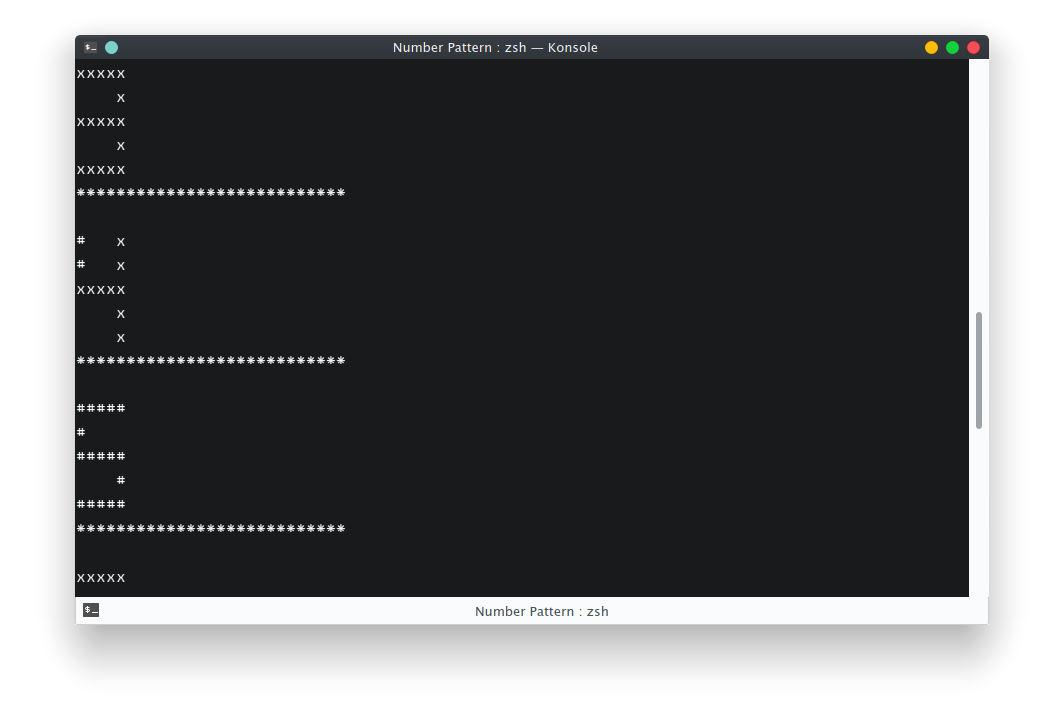 $_ Number Pattern : zsh — Konsole
xxxxx
    x
xxxxx
    x
xxxxx
***************************
#   x
#   x
xxxxx
    x
    x
***************************
#####
#
#####
    #
#####
***************************
xxxxx
$_ Number Pattern : zsh